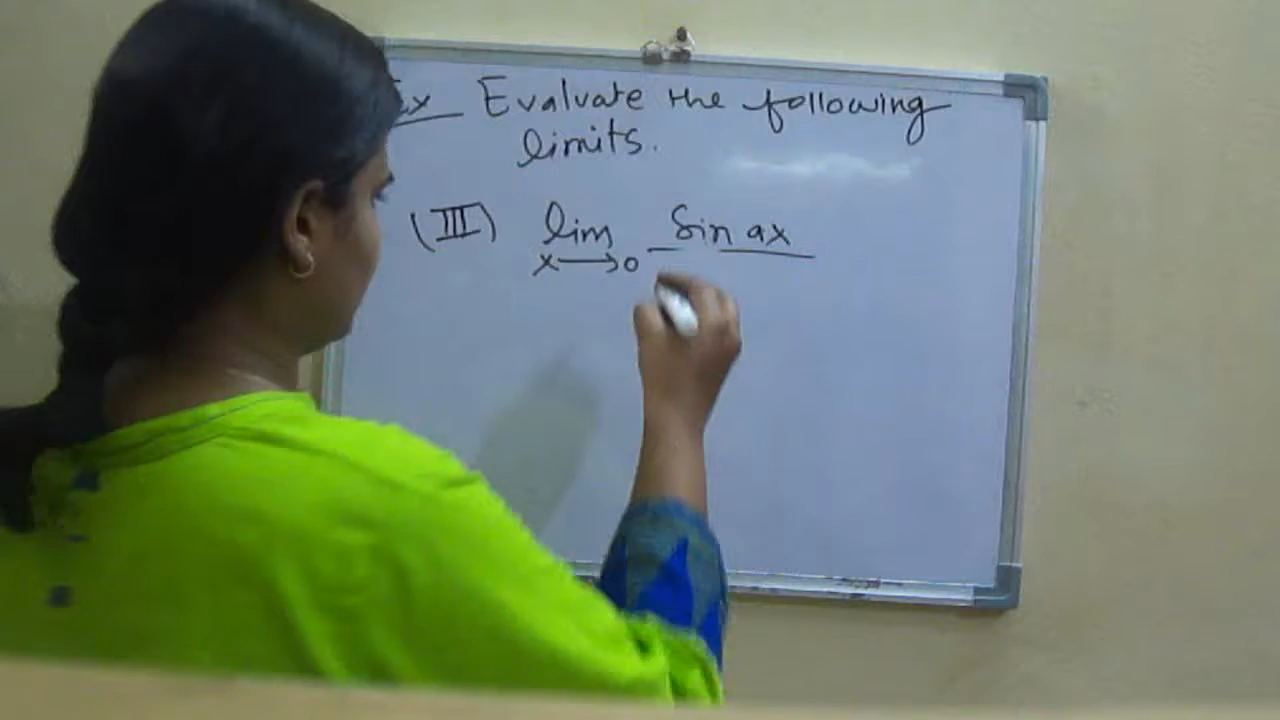 Ex Evaluate the following
limits.
(III) lim Sin ax
x→0